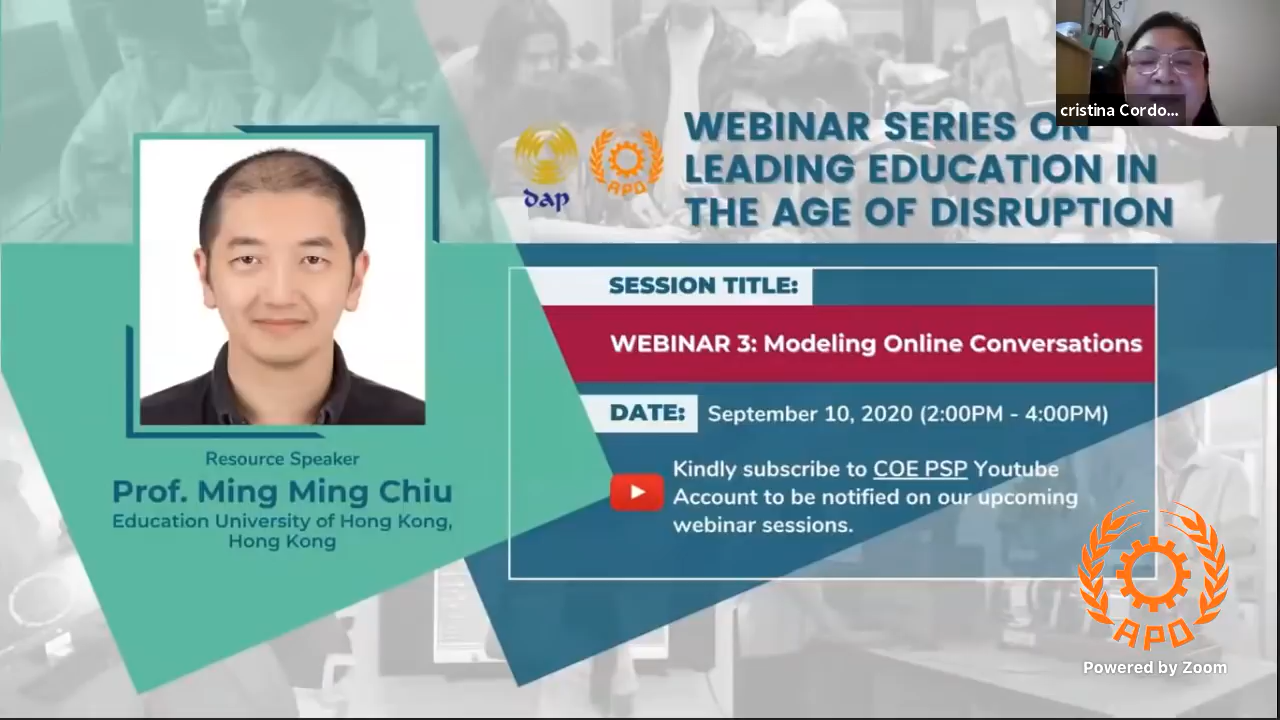 cristina Cordo...
WEBINAR SERIES ON
LEADING EDUCATION IN
THE AGE OF DISRUPTION
dap
APO
SESSION TITLE:
WEBINAR 3: Modeling Online Conversations
DATE: September 10, 2020 (2:00PM - 4:00PM)
Kindly subscribe to COE PSP Youtube
Account to be notified on our upcoming
webinar sessions.
Resource Speaker
Prof. Ming Ming Chiu
Education University of Hong Kong,
Hong Kong
APO
Powered by Zoom